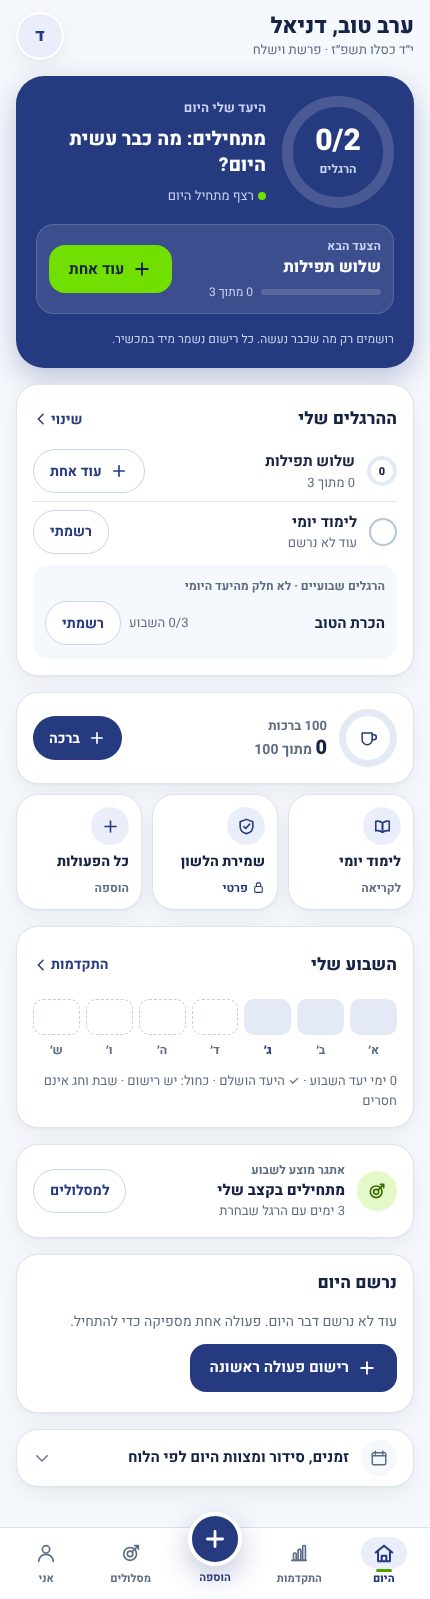 ערב טוב, דניאל
י״ד כסלו תשפ״ז · פרשת וישלח
ד
0/2
הרגלים
היעד שלי היום
מתחילים: מה כבר עשית
היום?
רצף מתחיל היום
הצעד הבא
שלוש תפילות
0 מתוך 3
עוד אחת
רושמים רק מה שכבר נעשה. כל רישום נשמר מיד במכשיר.
ההרגלים שלי
שינוי
0
שלוש תפילות
0 מתוך 3
עוד אחת
לימוד יומי
עוד לא נרשם
רשמתי
הרגלים שבועיים · לא חלק מהיעד היומי
הכרת הטוב
0/3 השבוע
רשמתי
100 ברכות
0 מתוך 100
ברכה
לימוד יומי
לקריאה
שמירת הלשון
פרטי
כל הפעולות
הוספה
השבוע שלי
התקדמות
א׳ ב׳ ג׳ ד׳ ה׳ ו׳ ש׳
0 ימי יעד השבוע · ✓ היעד הושלם · כחול: יש רישום · שבת וחג אינם
חסרים
אתגר מוצע לשבוע
מתחילים בקצב שלי
3 ימים עם הרגל שבחרת
למסלולים
נרשם היום
עוד לא נרשם דבר היום. פעולה אחת מספיקה כדי להתחיל.
רישום פעולה ראשונה
זמנים, סידור ומצוות היום לפי הלוח
היום
התקדמות
הוספה
מסלולים
אני